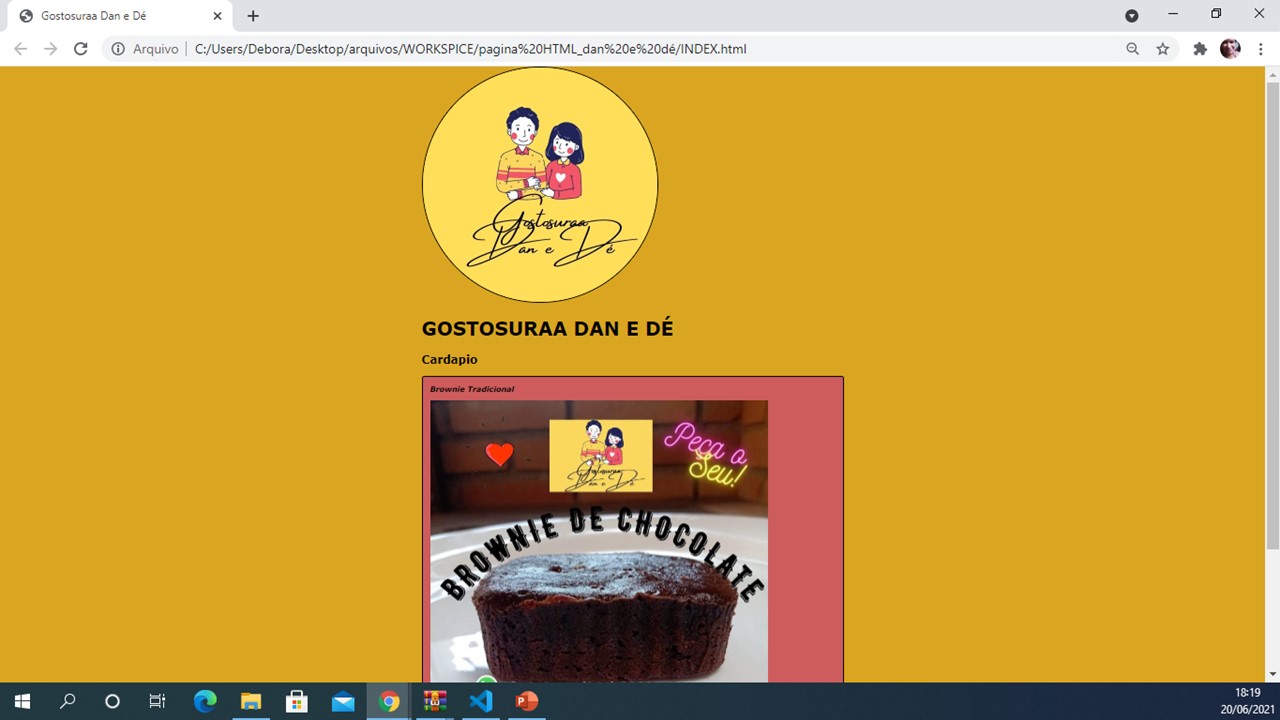 Gostosuraa Dan e Dé
Arquivo
C:/Users/Debora/Desktop/arquivos/WORKSPICE/pagina%20HTML_dan%20e%20dé/INDEX.html
Gostosuraa
Dan e Dé
GOSTOSURAA DAN E DÉ
Cardapio
Brownie Tradicional
Gostosuraa
Dan e Dé
Peça o
Seu!
BROWNIE DE CHOCOLATE
18:19
20/06/2021